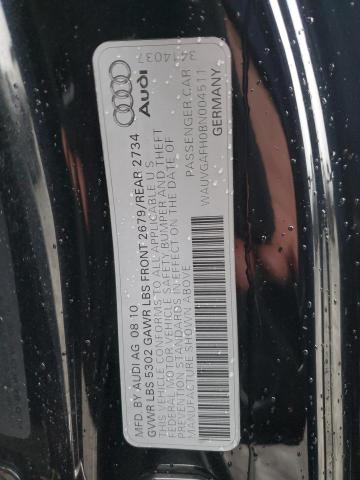 3414037
Audi
MFD. BY AUDI AG 08 10
GVWR LBS 5302 GAWR LBS FRONT 2679/REAR 2734
THIS VEHICLE CONFORMS TO ALL APPLICABLE U S
FEDERAL MOTOR VEHICLE SAFETY BUMPER AND THEFT
PREVENTION STANDARDS IN EFFECT ON THE DATE OF
MANUFACTURE SHOWN ABOVE PASSENGER CAR
WAUVGAFH0BN004511
GERMANY